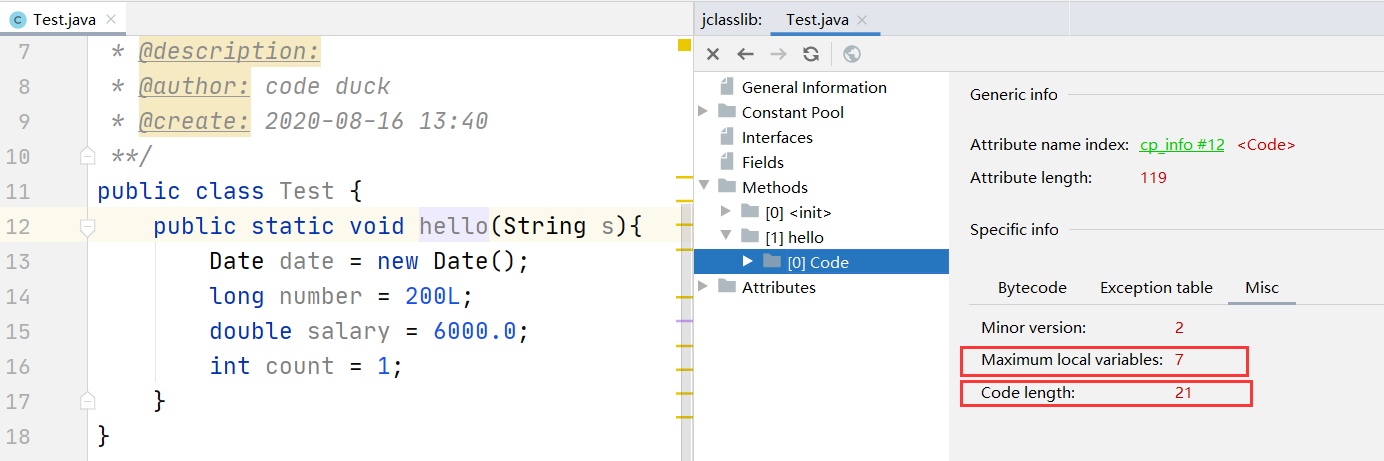 Test.java
7 * @description:
8 * @author: code duck
9 * @create: 2020-08-16 13:40
10 **/
11 public class Test {
12 public static void hello(String s){
13 Date date = new Date();
14 long number = 200L;
15 double salary = 6000.0;
16 int count = 1;
17 }
18 }
jclasslib: Test.java
General Information
Constant Pool
Interfaces
Fields
Methods
[0] <init>
[1] hello
[0] Code
Attributes
Generic info
Attribute name index: cp_info #12 <Code>
Attribute length: 119
Specific info
Bytecode Exception table Misc
Minor version: 2
Maximum local variables: 7
Code length: 21